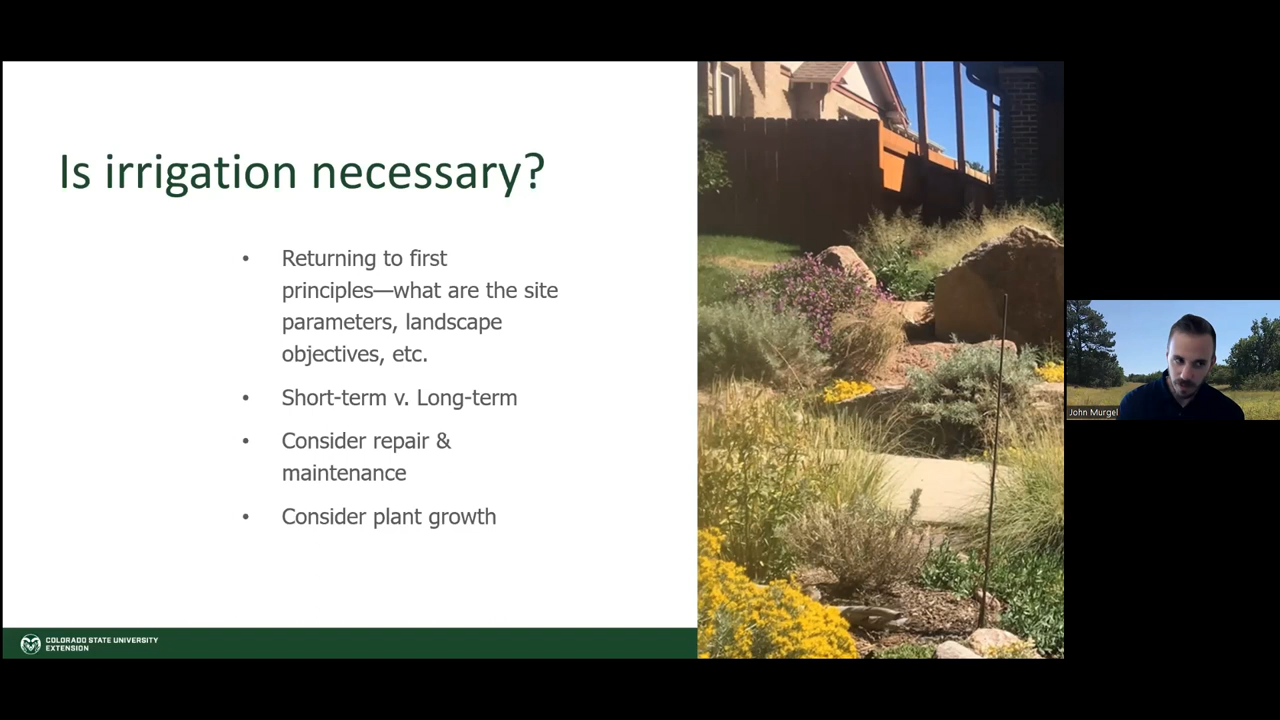 Is irrigation necessary?
• Returning to first
principles—what are the site
parameters, landscape
objectives, etc.
• Short-term v. Long-term
• Consider repair &
maintenance
• Consider plant growth
COLORADO STATE UNIVERSITY
EXTENSION
John Murgel